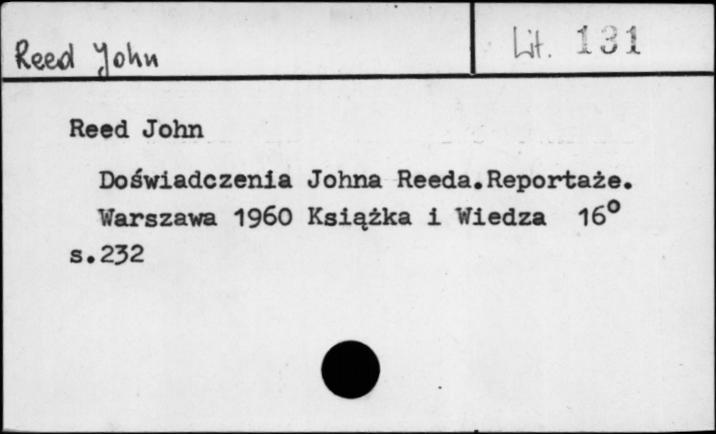 Reed John
Lit. 131
Reed John
Doświadczenia Johna Reeda.Reportaże.
Warszawa 1960 Książka i Wiedza 16°
s.232